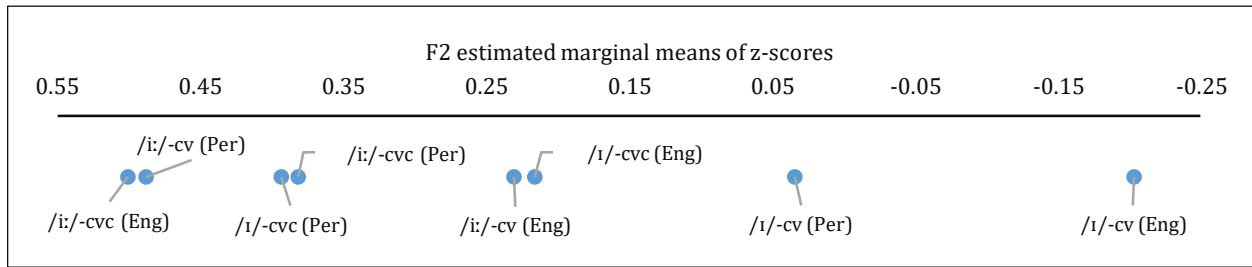 F2 estimated marginal means of z-scores
0.55 0.45 0.35 0.25 0.15 0.05 -0.05 -0.15 -0.25
/iː/-cv (Per)
/iː/-cvc (Per)
/ɪ/-cvc (Eng)
/iː/-cvc (Eng)
/ɪ/-cvc (Per)
/iː/-cv (Eng)
/ɪ/-cv (Per)
/ɪ/-cv (Eng)